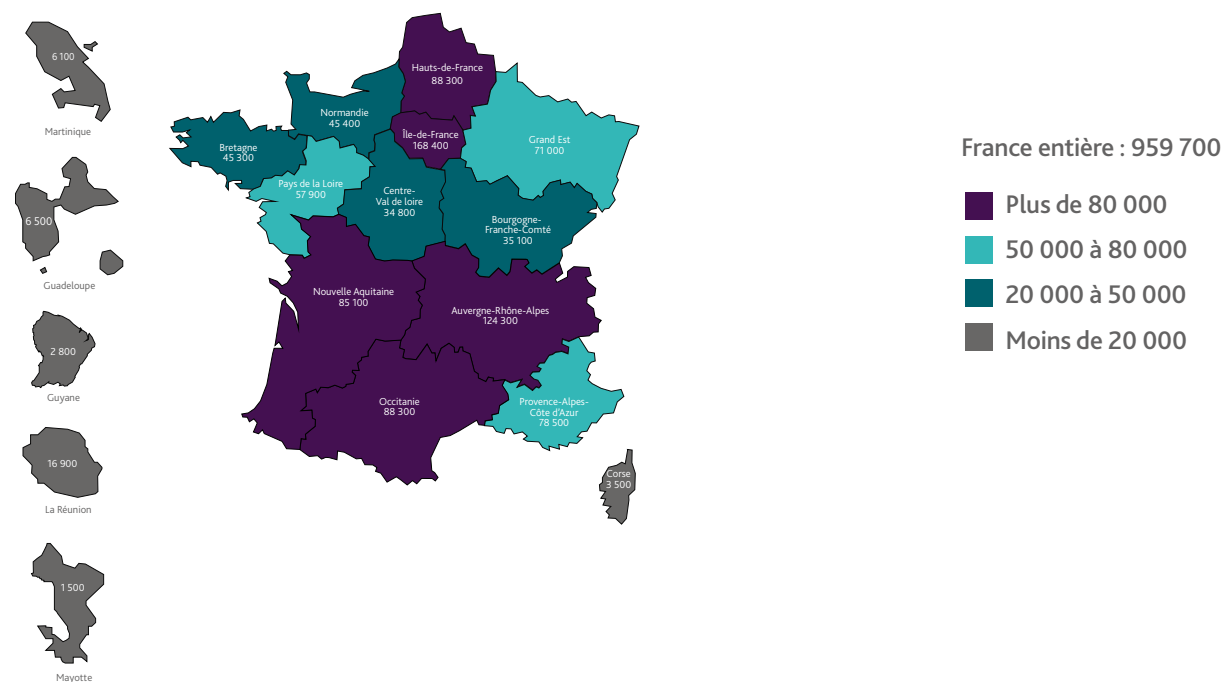 6 100
Martinique
6 500
Guadeloupe
2 800
Guyane
16 900
La Réunion
1 500
Mayotte
Hauts-de-France
88 300
Normandie
45 400
Île-de-France
168 400
Grand Est
71 000
Bretagne
45 300
Pays de la Loire
57 900
Centre-
Val de loire
34 800
Bourgogne-
Franche-Comté
35 100
Nouvelle Aquitaine
85 100
Auvergne-Rhône-Alpes
124 300
Occitanie
88 300
Provence-Alpes-
Côte d'Azur
78 500
Corse
3 500
France entière : 959 700
Plus de 80 000
50 000 à 80 000
20 000 à 50 000
Moins de 20 000